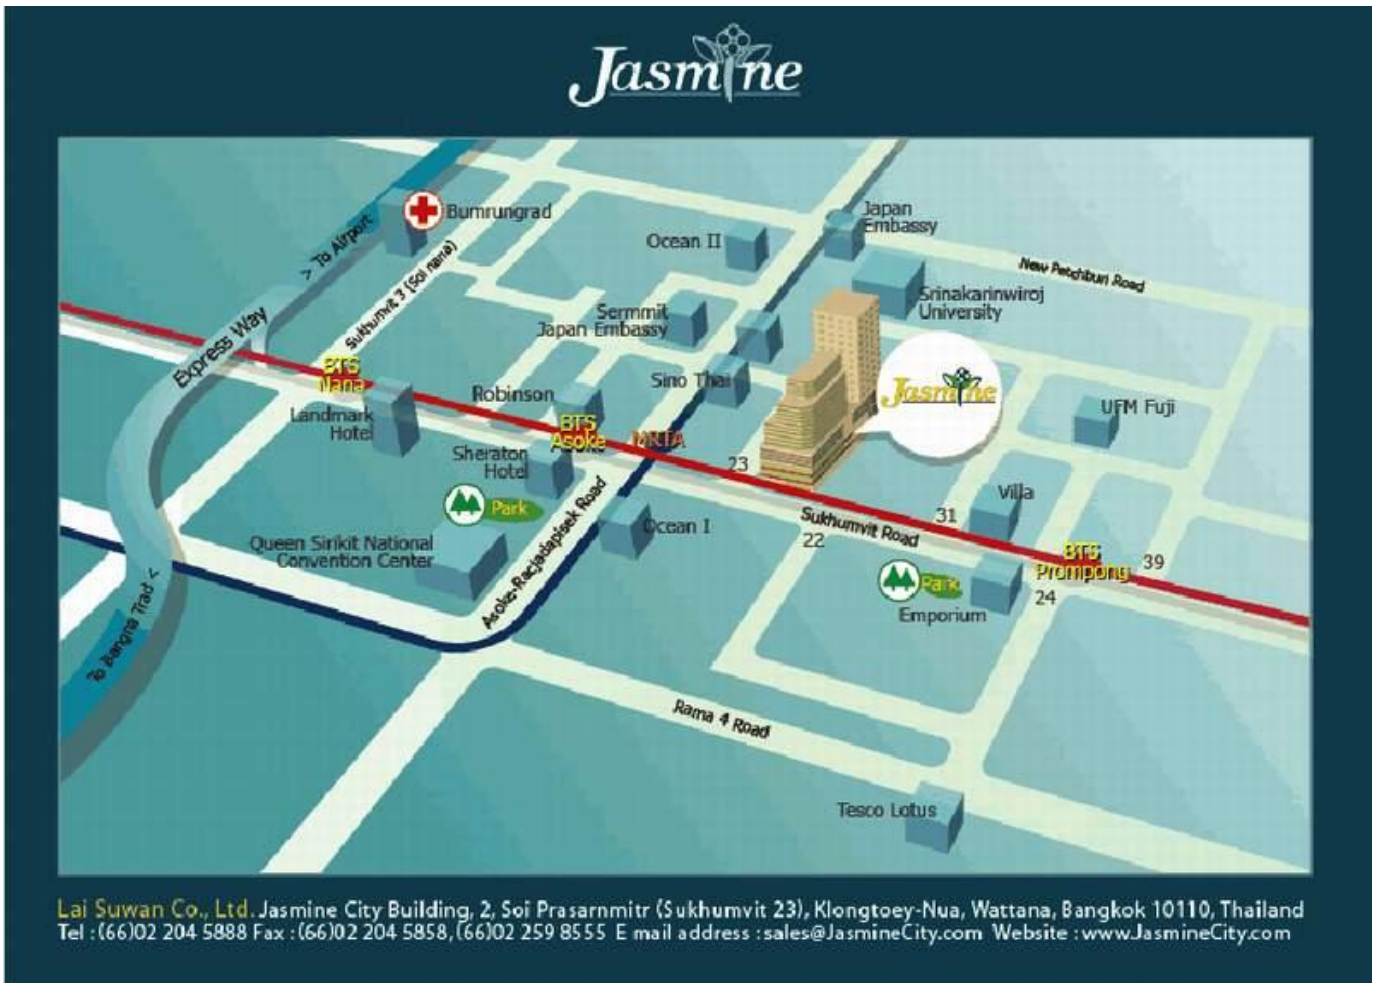 Jasmine
Bumrungrad
> To Airport
Sukhumvit 3 (Soi nana)
Express Way
Ocean II
Japan
Embassy
New Petchburi Road
Srinakarinwiroj
University
Sermmit
Japan Embassy
Sino Thai
Jasmine
UFM Fuji
BTS
Nana
Landmark
Hotel
Robinson
BTS
Asoke
Asoke
MRTA
Sheraton
Hotel
23
Park
Ocean I
Queen Sirikit National
Convention Center
Asoke-Racjadapisek Road
Sukhumvit Road
22
31
Villa
BTS
Prompong
39
24
Park
Emporium
To Bangna Trad <
Rama 4 Road
Tesco Lotus
Lai Suwan Co., Ltd. Jasmine City Building, 2, Soi Prasarnmitr (Sukhumvit 23), Klongtoey-Nua, Wattana, Bangkok 10110, Thailand
Tel : (66)02 204 5888 Fax : (66)02 204 5858, (66)02 259 8555 E mail address : sales@JasmineCity.com Website : www.JasmineCity.com